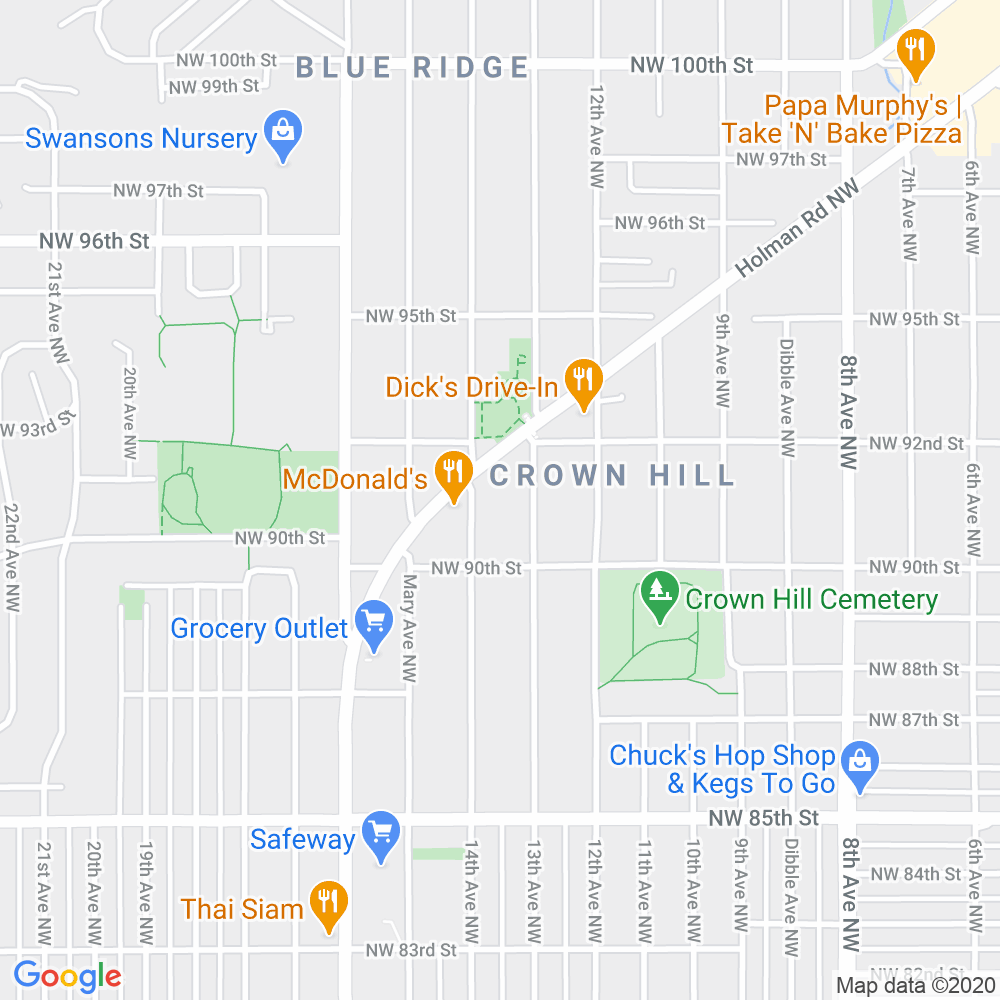 NW 100th St
BLUE RIDGE
NW 100th St
NW 99th St
12th Ave NW
Papa Murphy's |
Take 'N' Bake Pizza
Swansons Nursery
NW 97th St
NW 97th St
7th Ave NW
6th Ave NW
NW 96th St
NW 96th St
Holman Rd NW
21st Ave NW
NW 95th St
9th Ave NW
NW 95th St
Dibble Ave NW
8th Ave NW
20th Ave NW
Dick's Drive-In
NW 93rd St
NW 92nd St
McDonald's
CROWN HILL
6th Ave NW
22nd Ave NW
NW 90th St
NW 90th St
NW 90th St
Mary Ave NW
Crown Hill Cemetery
Grocery Outlet
NW 88th St
NW 87th St
Chuck's Hop Shop
& Kegs To Go
NW 85th St
Safeway
21st Ave NW
20th Ave NW
19th Ave NW
14th Ave NW
13th Ave NW
12th Ave NW
11th Ave NW
10th Ave NW
9th Ave NW
Dibble Ave NW
8th Ave NW
6th Ave NW
NW 84th St
Thai Siam
NW 83rd St
NW 82nd St
Google
Map data ©2020